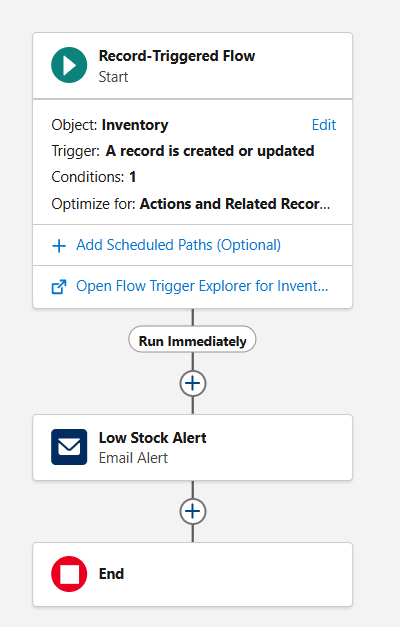 Record-Triggered Flow
Start
Object: Inventory Edit
Trigger: A record is created or updated
Conditions: 1
Optimize for: Actions and Related Recor...
Add Scheduled Paths (Optional)
Open Flow Trigger Explorer for Invent...
Run Immediately
Low Stock Alert
Email Alert
End